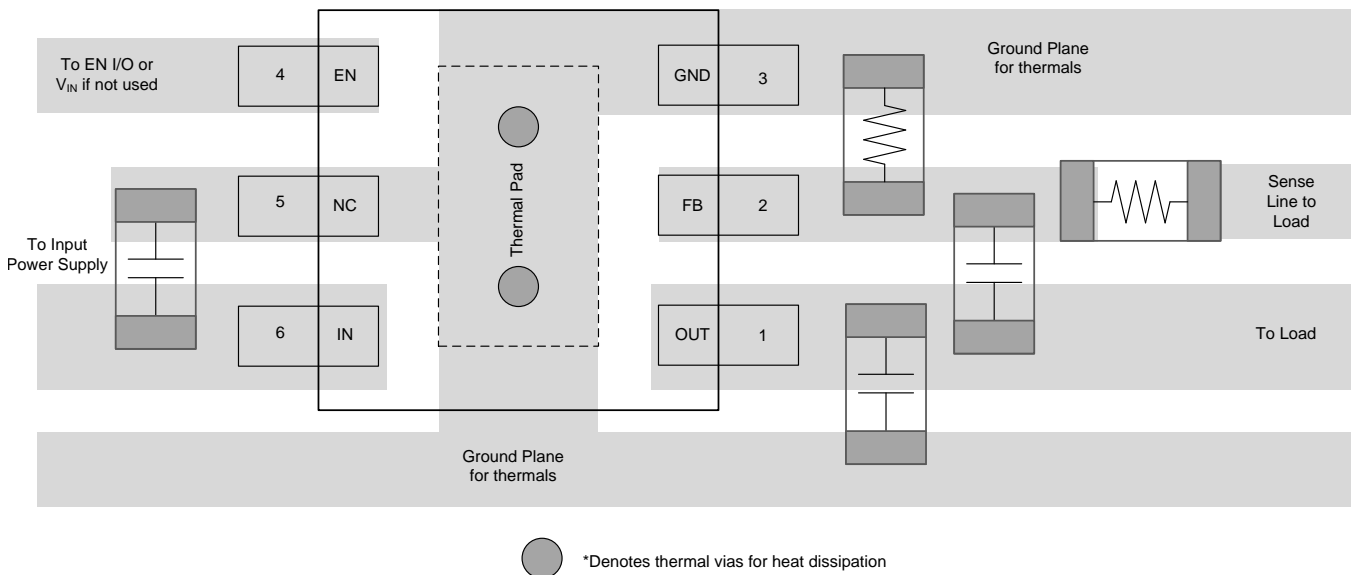 To EN I/O or
VIN if not used
4
EN
GND
3
Ground Plane
for thermals
Thermal Pad
5
NC
FB
2
Sense
Line to
Load
To Input
Power Supply
6
IN
OUT
1
To Load
Ground Plane
for thermals
*Denotes thermal vias for heat dissipation